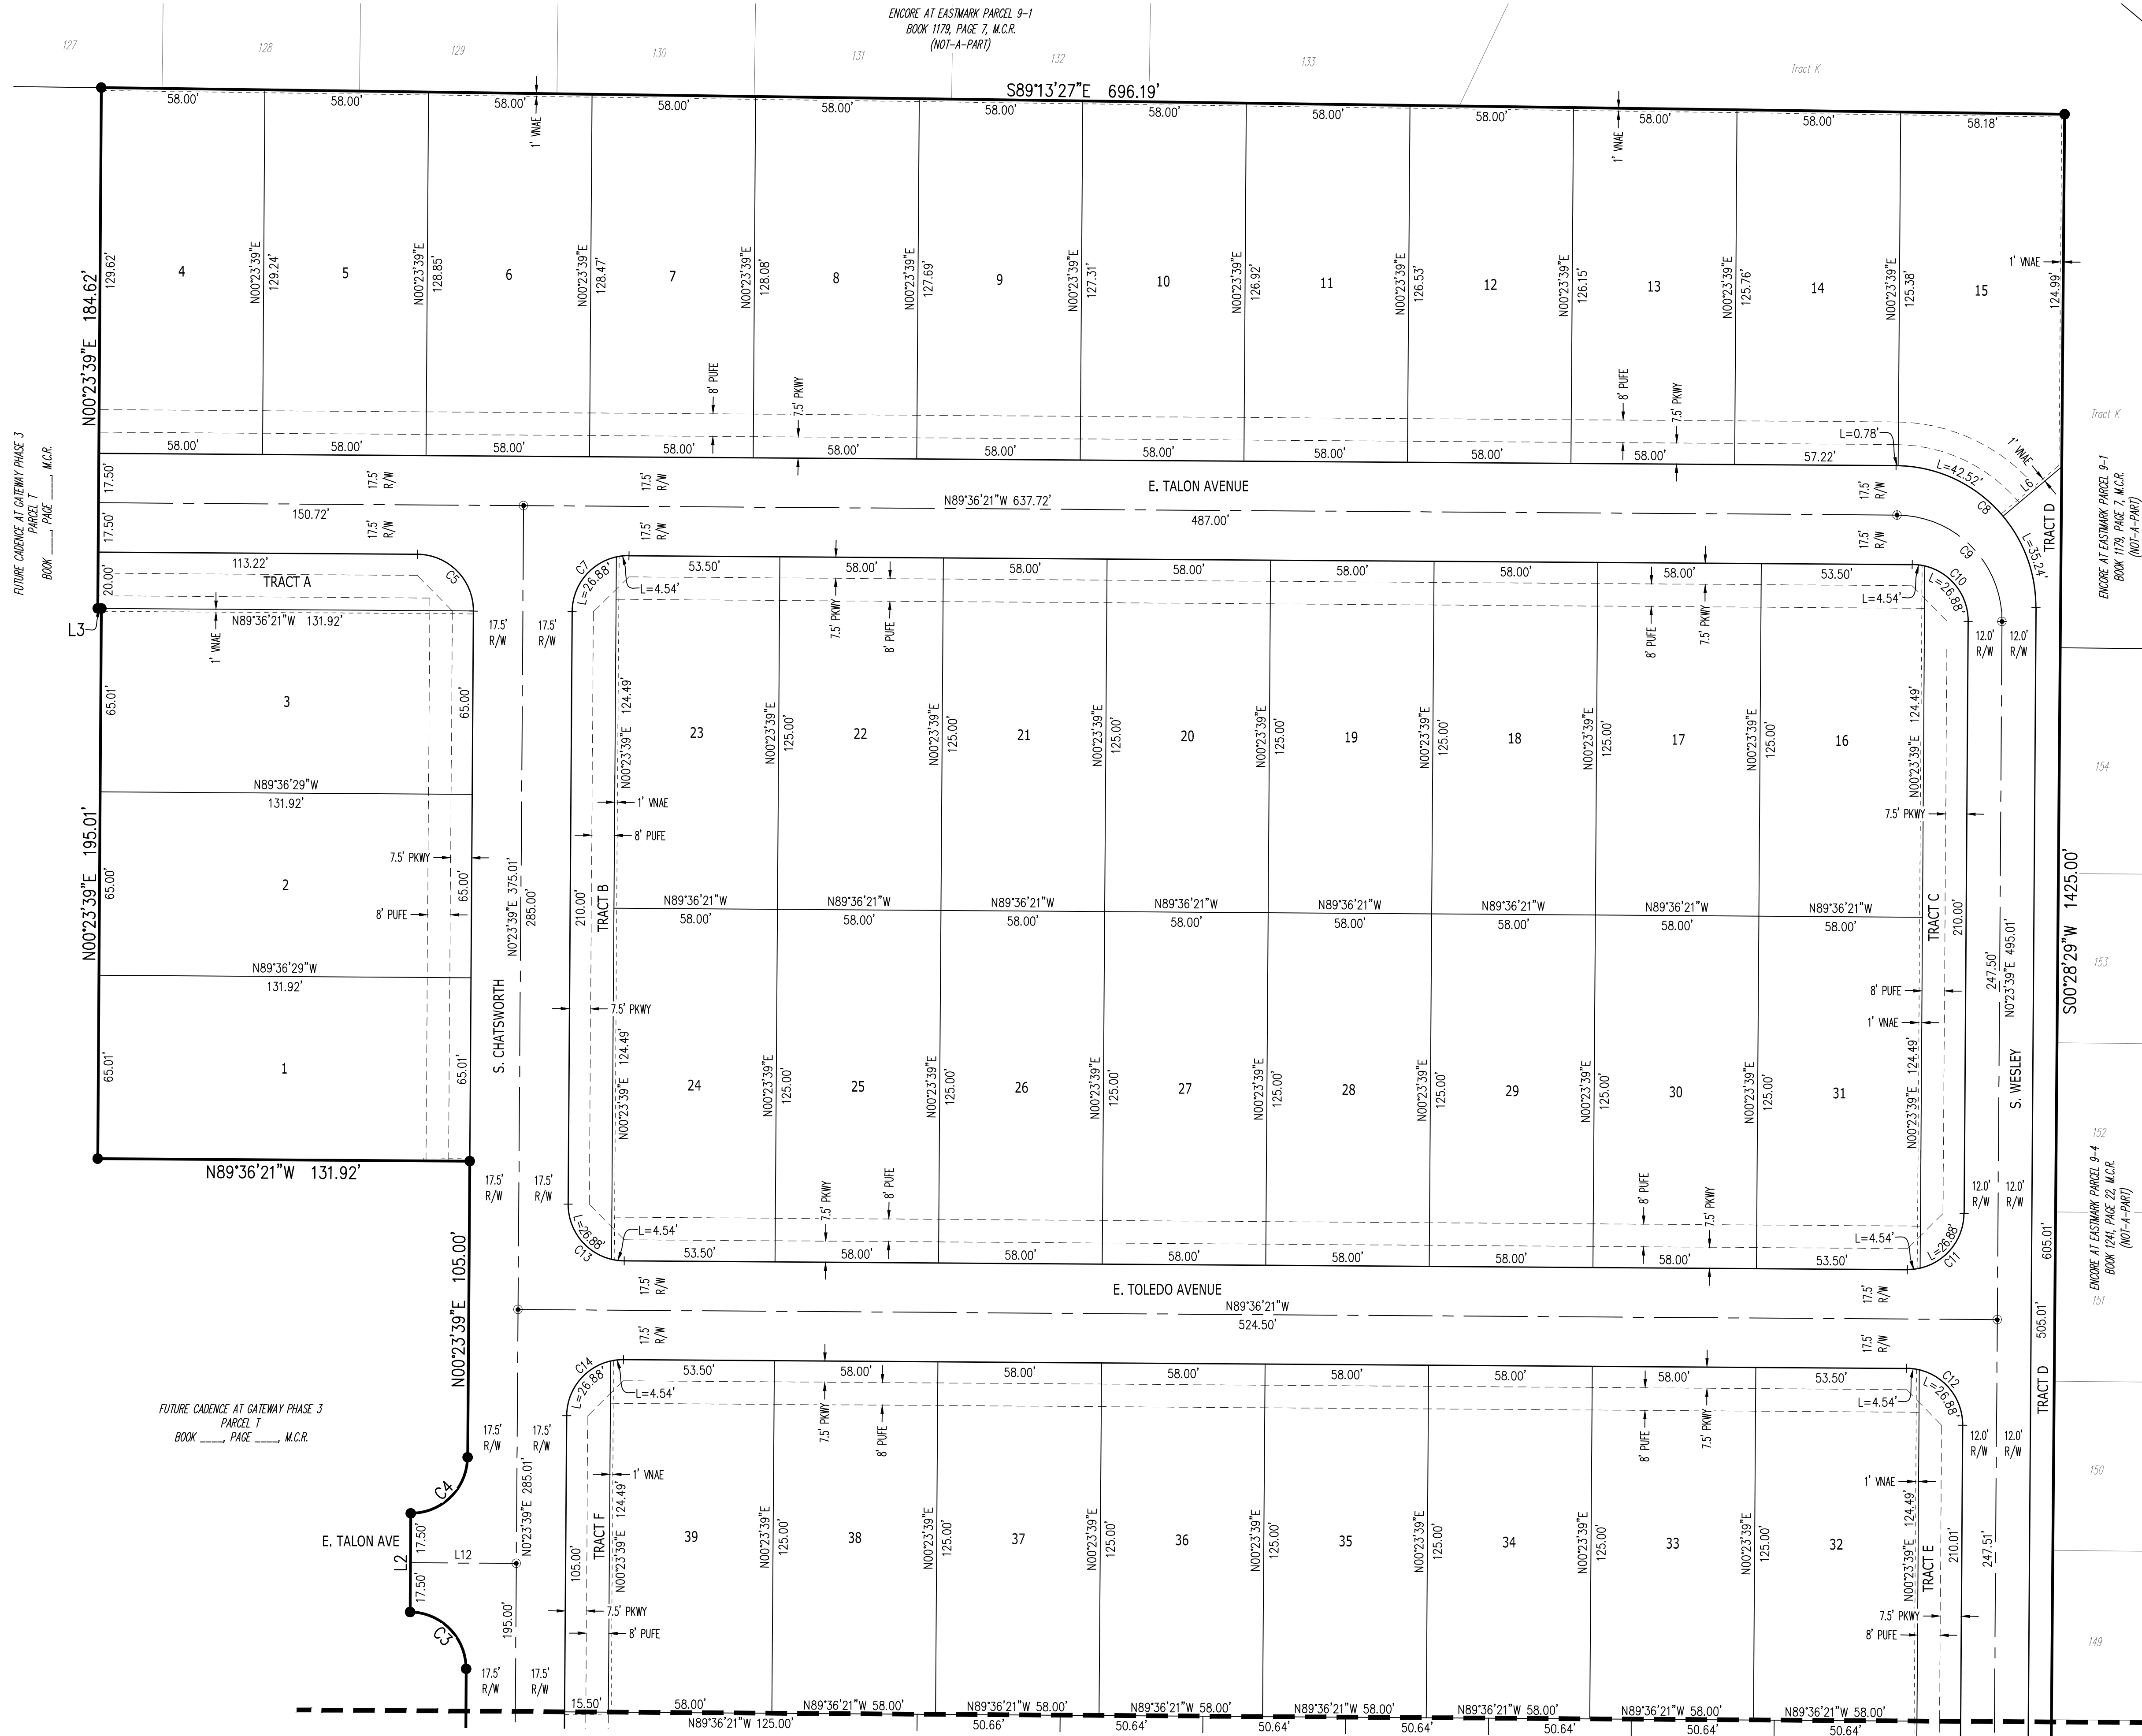 ENCORE AT EASTMARK PARCEL 9-1
BOOK 1179, PAGE 7, M.C.R.
(NOT-A-PART)
127
128
129
130
131
132
133
Tract K
S89°13'27"E 696.19'
58.00'
58.00'
58.00'
58.00'
58.00'
58.00'
58.00'
58.00'
58.00'
58.00'
58.00'
58.18'
1' VNAE
1' VNAE
1' VNAE
N00°23'39"E 184.62'
129.62'
4
N00°23'39"E
129.24'
5
N00°23'39"E
128.85'
6
N00°23'39"E
128.47'
7
N00°23'39"E
128.08'
8
N00°23'39"E
127.69'
9
N00°23'39"E
127.31'
10
N00°23'39"E
126.92'
11
N00°23'39"E
126.53'
12
N00°23'39"E
126.15'
13
N00°23'39"E
125.76'
14
N00°23'39"E
125.38'
15
124.99'
8' PUFE
7.5' PKWY
8' PUFE
7.5' PKWY
L=0.78'
1' VNAE
L6
Tract K
58.00'
58.00'
58.00'
58.00'
58.00'
58.00'
58.00'
58.00'
58.00'
58.00'
57.22'
L=42.52'
C8
L=35.24'
TRACT D
FUTURE CADENCE AT GATEWAY PHASE 3
PARCEL T
BOOK ____, PAGE ____, M.C.R.
ENCORE AT EASTMARK PARCEL 9-1
BOOK 1179, PAGE 7, M.C.R.
(NOT-A-PART)
17.50'
17.5'
R/W
17.5'
R/W
E. TALON AVENUE
17.5'
R/W
150.72'
N89°36'21"W 637.72'
487.00'
17.50'
17.5'
R/W
17.5'
R/W
17.5'
R/W
C9
113.22'
TRACT A
20.00'
C5
L3
N89°36'21"W 131.92'
1' VNAE
17.5'
R/W
17.5'
R/W
C7
L=26.88'
L=4.54'
53.50'
58.00'
58.00'
58.00'
58.00'
58.00'
58.00'
53.50'
7.5' PKWY
8' PUFE
8' PUFE
7.5' PKWY
L=4.54'
C10
L=26.88'
12.0'
R/W
12.0'
R/W
N00°23'39"E 195.01'
65.01'
3
65.00'
N89°36'29"W
131.92'
65.00'
2
65.00'
7.5' PKWY
8' PUFE
N89°36'29"W
131.92'
65.01'
1
65.01'
N89°36'21"W 131.92'
S. CHATSWORTH
N0°23'39"E 375.01'
285.00'
210.00'
TRACT B
1' VNAE
8' PUFE
7.5' PKWY
N00°23'39"E 124.49'
23
N00°23'39"E
125.00'
22
N00°23'39"E
125.00'
21
N00°23'39"E
125.00'
20
N00°23'39"E
125.00'
19
N00°23'39"E
125.00'
18
N00°23'39"E
125.00'
17
N00°23'39"E
125.00'
16
N00°23'39"E 124.49'
7.5' PKWY
N89°36'21"W
58.00'
N89°36'21"W
58.00'
N89°36'21"W
58.00'
N89°36'21"W
58.00'
N89°36'21"W
58.00'
N89°36'21"W
58.00'
N89°36'21"W
58.00'
N89°36'21"W
58.00'
TRACT C
210.00'
8' PUFE
1' VNAE
247.50'
N0°23'39"E 495.01'
S. WESLEY
S00°28'29"W 1425.00'
154
153
152
151
150
149
ENCORE AT EASTMARK PARCEL 9-4
BOOK 1241, PAGE 22, M.C.R.
(NOT-A-PART)
N00°23'39"E 124.49'
24
N00°23'39"E
125.00'
25
N00°23'39"E
125.00'
26
N00°23'39"E
125.00'
27
N00°23'39"E
125.00'
28
N00°23'39"E
125.00'
29
N00°23'39"E
125.00'
30
N00°23'39"E
125.00'
31
N00°23'39"E 124.49'
17.5'
R/W
17.5'
R/W
L=26.88'
C13
L=4.54'
7.5' PKWY
8' PUFE
8' PUFE
7.5' PKWY
L=4.54'
L=26.88'
C11
12.0'
R/W
12.0'
R/W
53.50'
58.00'
58.00'
58.00'
58.00'
58.00'
58.00'
53.50'
17.5'
R/W
E. TOLEDO AVENUE
N89°36'21"W
524.50'
17.5'
R/W
17.5'
R/W
17.5'
R/W
605.01'
505.01'
TRACT D
N00°23'39"E 105.00'
FUTURE CADENCE AT GATEWAY PHASE 3
PARCEL T
BOOK ____, PAGE ____, M.C.R.
C14
L=26.88'
L=4.54'
53.50'
58.00'
58.00'
58.00'
58.00'
58.00'
58.00'
53.50'
7.5' PKWY
8' PUFE
8' PUFE
7.5' PKWY
L=4.54'
C12
L=26.88'
17.5'
R/W
17.5'
R/W
12.0'
R/W
12.0'
R/W
C4
E. TALON AVE
17.50'
L2
L12
17.50'
C3
N0°23'39"E 285.01'
195.00'
105.00'
TRACT F
1' VNAE
N00°23'39"E 124.49'
7.5' PKWY
8' PUFE
39
N00°23'39"E
125.00'
38
N00°23'39"E
125.00'
37
N00°23'39"E
125.00'
36
N00°23'39"E
125.00'
35
N00°23'39"E
125.00'
34
N00°23'39"E
125.00'
33
N00°23'39"E
125.00'
32
1' VNAE
N00°23'39"E 124.49'
TRACT E
210.01'
247.51'
7.5' PKWY
8' PUFE
17.5'
R/W
17.5'
R/W
15.50'
58.00'
N89°36'21"W 58.00'
N89°36'21"W 58.00'
N89°36'21"W 58.00'
N89°36'21"W 58.00'
N89°36'21"W 58.00'
N89°36'21"W 58.00'
N89°36'21"W 58.00'
N89°36'21"W 125.00'
50.66'
50.64'
50.64'
50.64'
50.64'
50.64'
50.64'